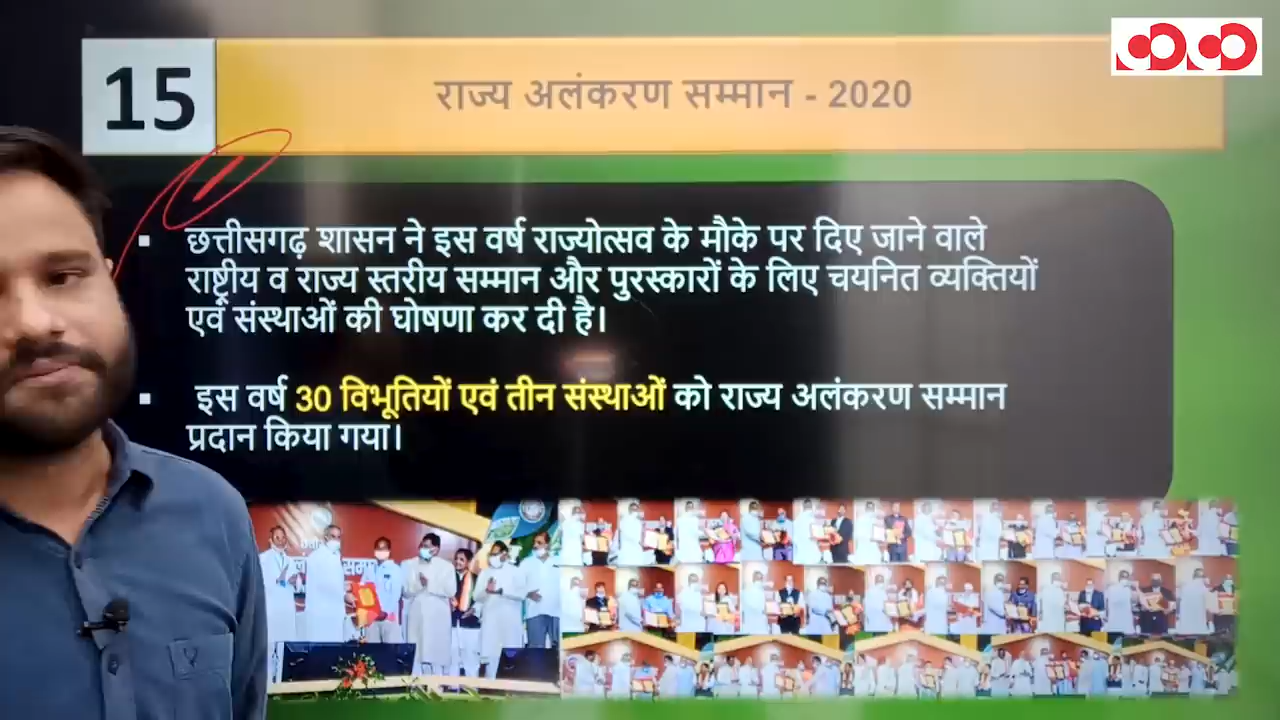 15
राज्य अलंकरण सम्मान - 2020
▪ छत्तीसगढ़ शासन ने इस वर्ष राज्योत्सव के मौके पर दिए जाने वाले
राष्ट्रीय व राज्य स्तरीय सम्मान और पुरस्कारों के लिए चयनित व्यक्तियों
एवं संस्थाओं की घोषणा कर दी है।
▪ इस वर्ष 30 विभूतियों एवं तीन संस्थाओं को राज्य अलंकरण सम्मान
प्रदान किया गया।